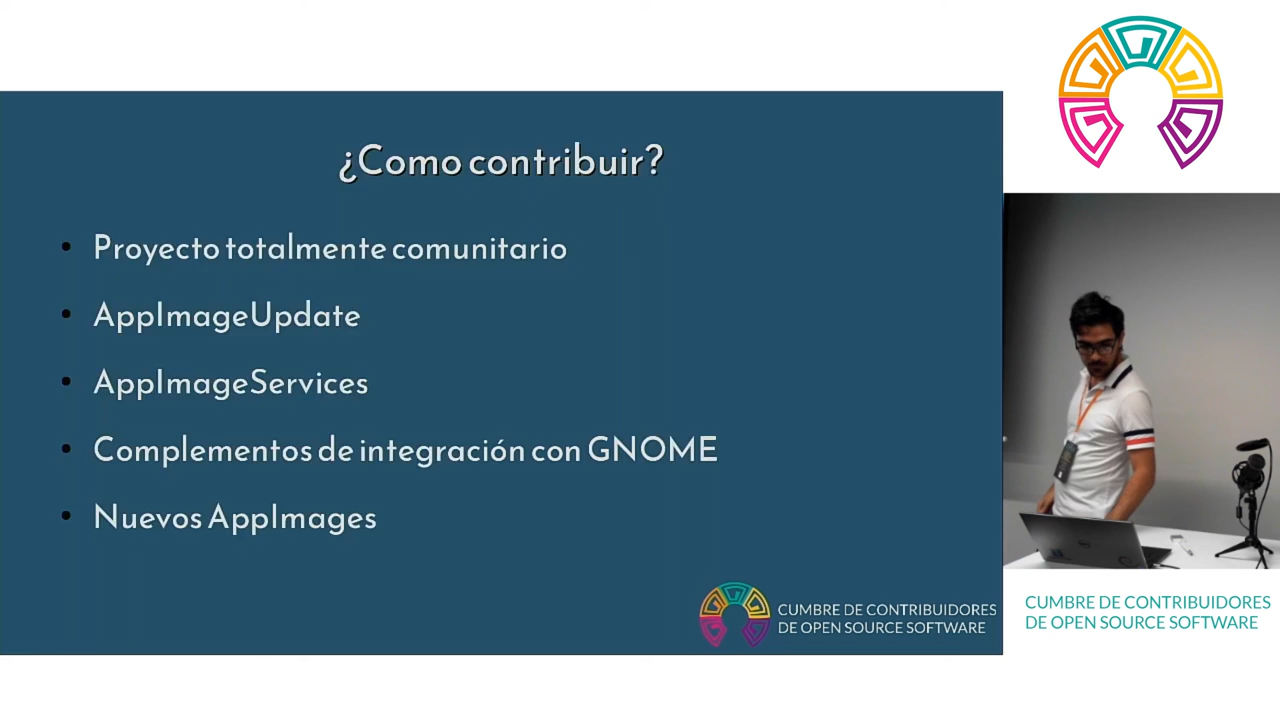 ¿Como contribuir?
Proyecto totalmente comunitario
AppImageUpdate
AppImageServices
Complementos de integración con GNOME
Nuevos AppImages
CUMBRE DE CONTRIBUIDORES
DE OPEN SOURCE SOFTWARE
CUMBRE DE CONTRIBUIDORES
DE OPEN SOURCE SOFTWARE